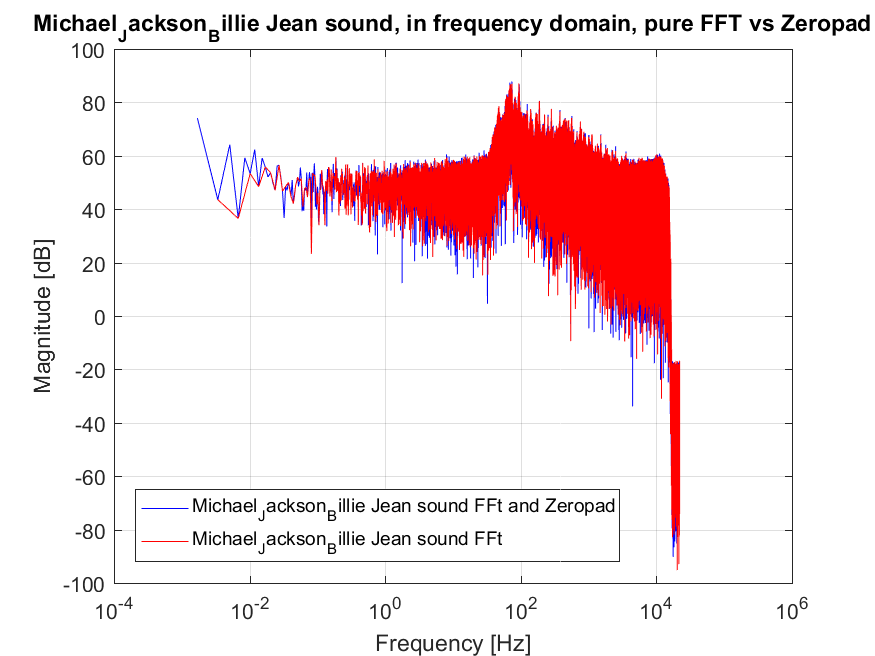 Michael_Jackson_Billie Jean sound, in frequency domain, pure FFT vs Zeropad
100
80
60
40
20
0
-20
-40
-60
-80
-100
Magnitude [dB]
Michael_Jackson_Billie Jean sound FFt and Zeropad
Michael_Jackson_Billie Jean sound FFt
10^-4 10^-2 10^0 10^2 10^4 10^6
Frequency [Hz]